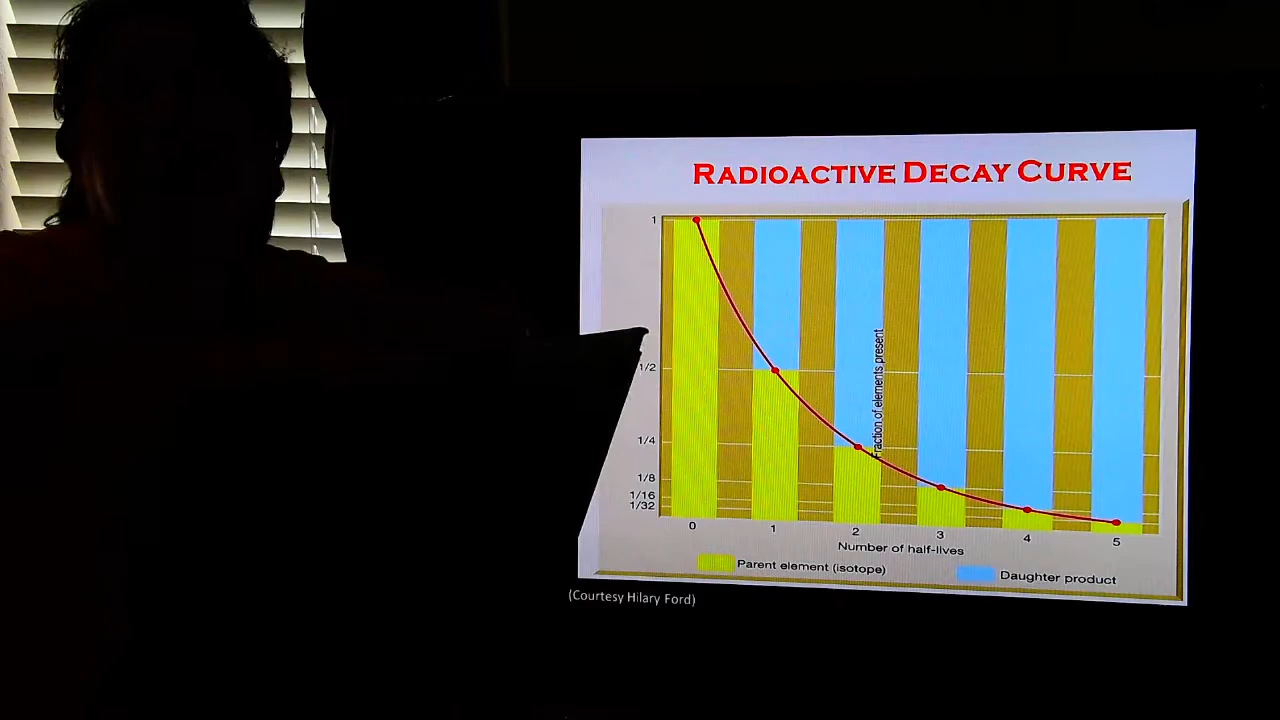 RADIOACTIVE DECAY CURVE
1
1/2
1/4
1/8
1/16
1/32
Fraction of elements present
0 1 2 3 4 5
Number of half-lives
Parent element (isotope) Daughter product
(Courtesy Hilary Ford)